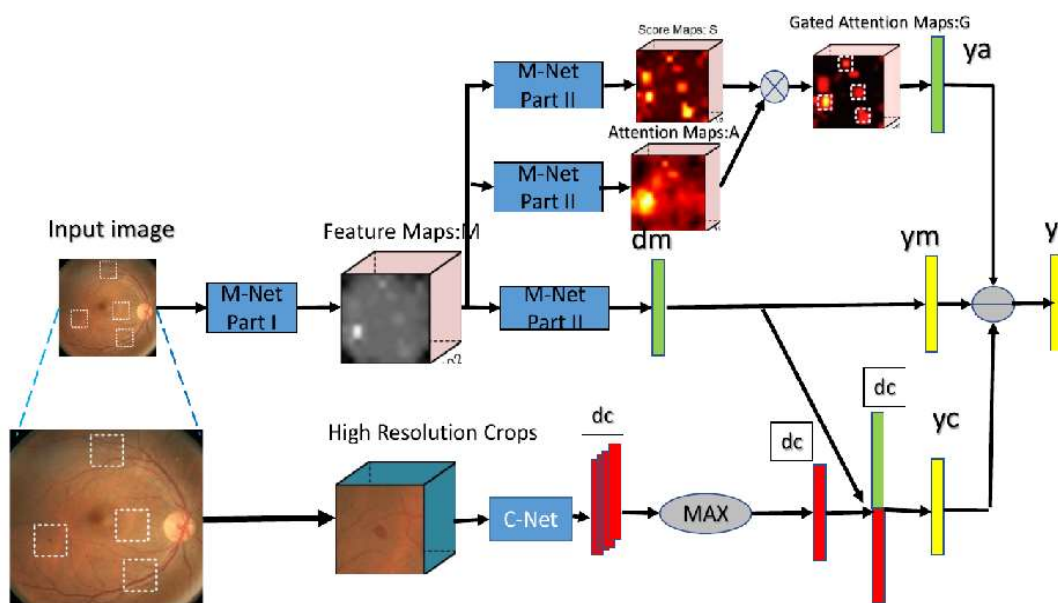 Score Maps: S
Gated Attention Maps:G
ya
M-Net
Part II
Attention Maps:A
M-Net
Part II
Input image
Feature Maps:M
dm
ym
y
M-Net
Part I
M-Net
Part II
dc
High Resolution Crops
dc
dc
yc
C-Net
MAX